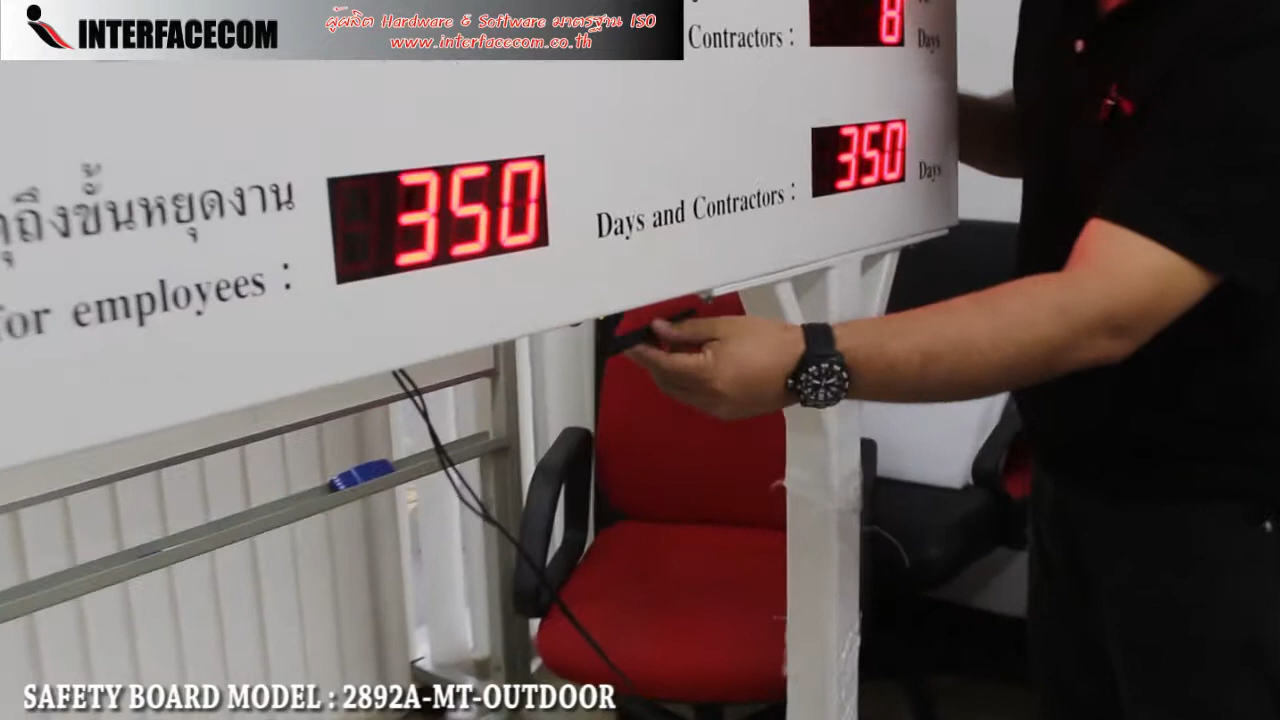 INTERFACECOM
ผู้ผลิต Hardware & Software มาตรฐาน ISO
www.interfacecom.co.th
Contractors : 8
Days
ถึงขั้นหยุดงาน
for employees : 350
Days and Contractors : 350 Days
SAFETY BOARD MODEL : 2892A-MT-OUTDOOR